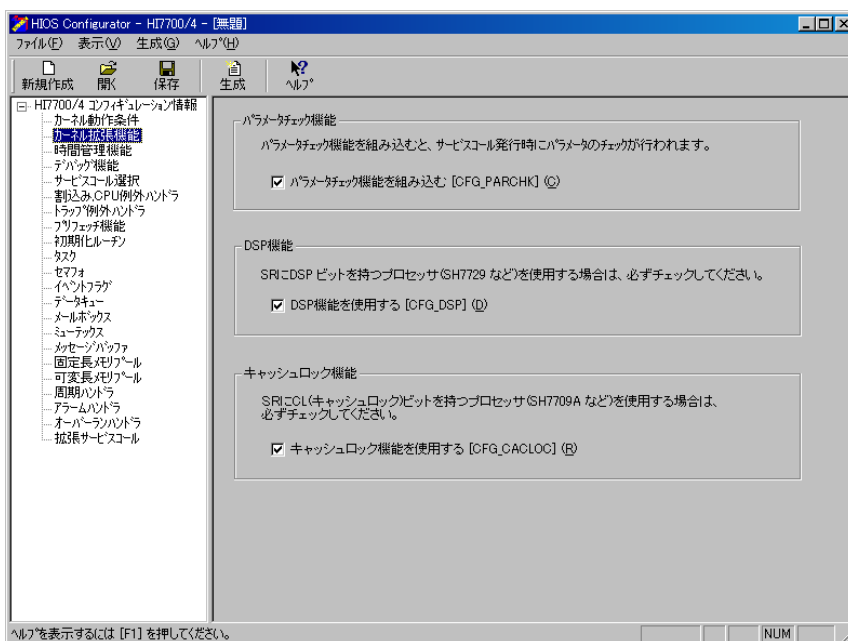 HIOS Configurator - HI7700/4 - [無題]
ファイル(F) 表示(V) 生成(G) ヘルプ(H)
新規作成 開く 保存 生成 ヘルプ
HI7700/4 コンフィギュレーション情報
カーネル動作条件
カーネル拡張機能
時間管理機能
デバッグ機能
サービスコール選択
割込み,CPU例外ハンドラ
トラップ例外ハンドラ
プリフェッチ機能
初期化ルーチン
タスク
セマフォ
イベントフラグ
データキュー
メールボックス
ミューテックス
メッセージバッファ
固定長メモリプール
可変長メモリプール
周期ハンドラ
アラームハンドラ
オーバーランハンドラ
拡張サービスコール
パラメータチェック機能
パラメータチェック機能を組み込むと、サービスコール発行時にパラメータのチェックが行われます。
パラメータチェック機能を組み込む [CFG_PARCHK] (C)
DSP機能
SRにDSP ビットを持つプロセッサ(SH7729 など)を使用する場合は、必ずチェックしてください。
DSP機能を使用する [CFG_DSP] (D)
キャッシュロック機能
SRにCL(キャッシュロック)ビットを持つプロセッサ(SH7709A など)を使用する場合は、
必ずチェックしてください。
キャッシュロック機能を使用する [CFG_CACLOC] (R)
ヘルプを表示するには [F1] を押してください。
NUM